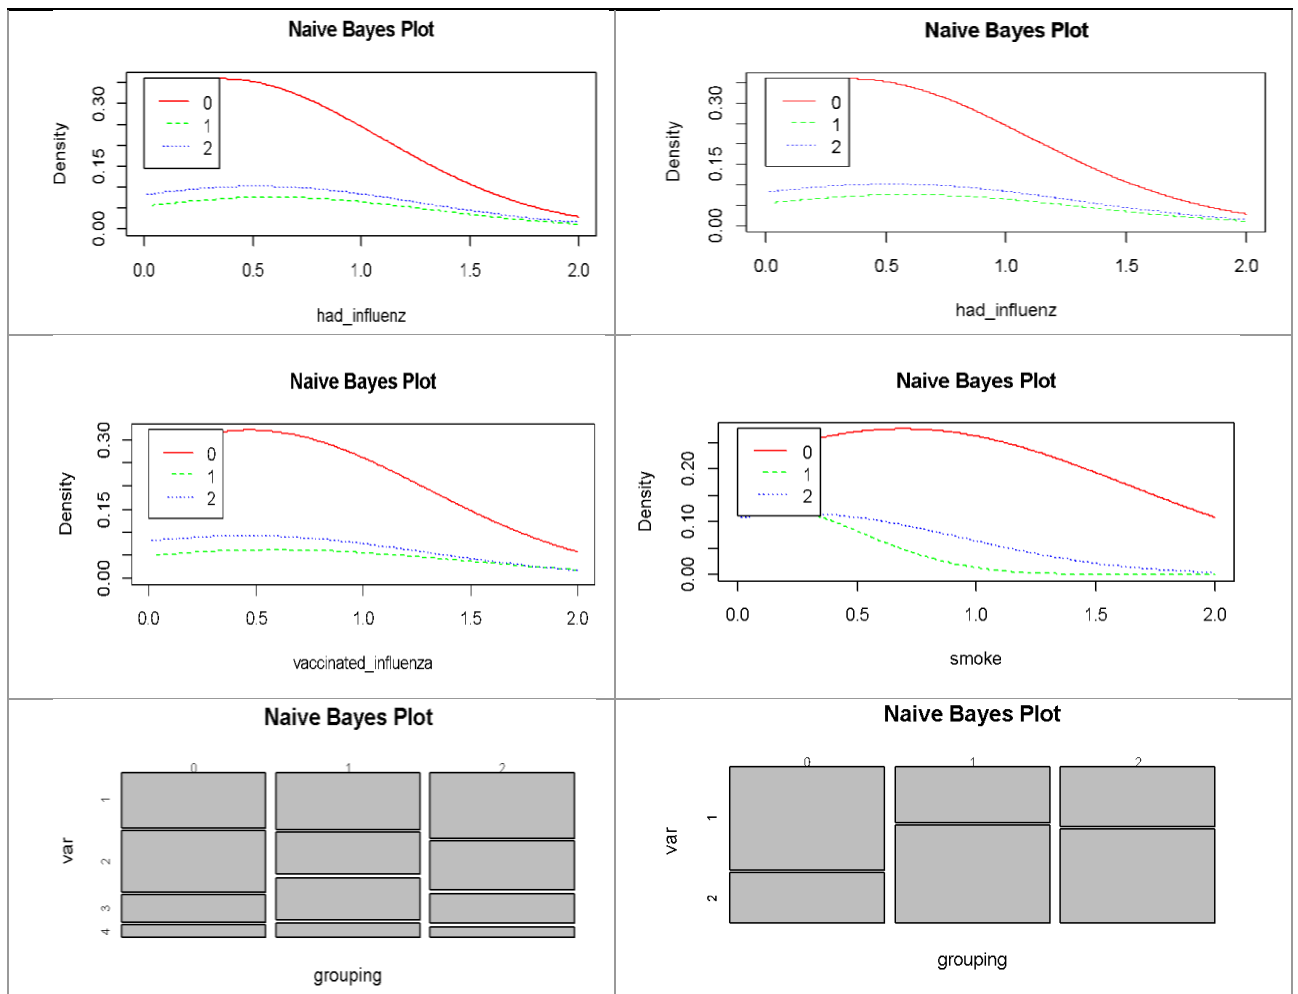 Naive Bayes Plot
Density
0.00 0.15 0.30
0
1
2
0.0 0.5 1.0 1.5 2.0
had_influenz
Naive Bayes Plot
Density
0.00 0.15 0.30
0
1
2
0.0 0.5 1.0 1.5 2.0
had_influenz
Naive Bayes Plot
Density
0.00 0.15 0.30
0
1
2
0.0 0.5 1.0 1.5 2.0
vaccinated_influenza
Naive Bayes Plot
Density
0.00 0.10 0.20
0
1
2
0.0 0.5 1.0 1.5 2.0
smoke
Naive Bayes Plot
0 1 2
var
1
2
3
4
grouping
Naive Bayes Plot
0 1 2
var
1
2
grouping